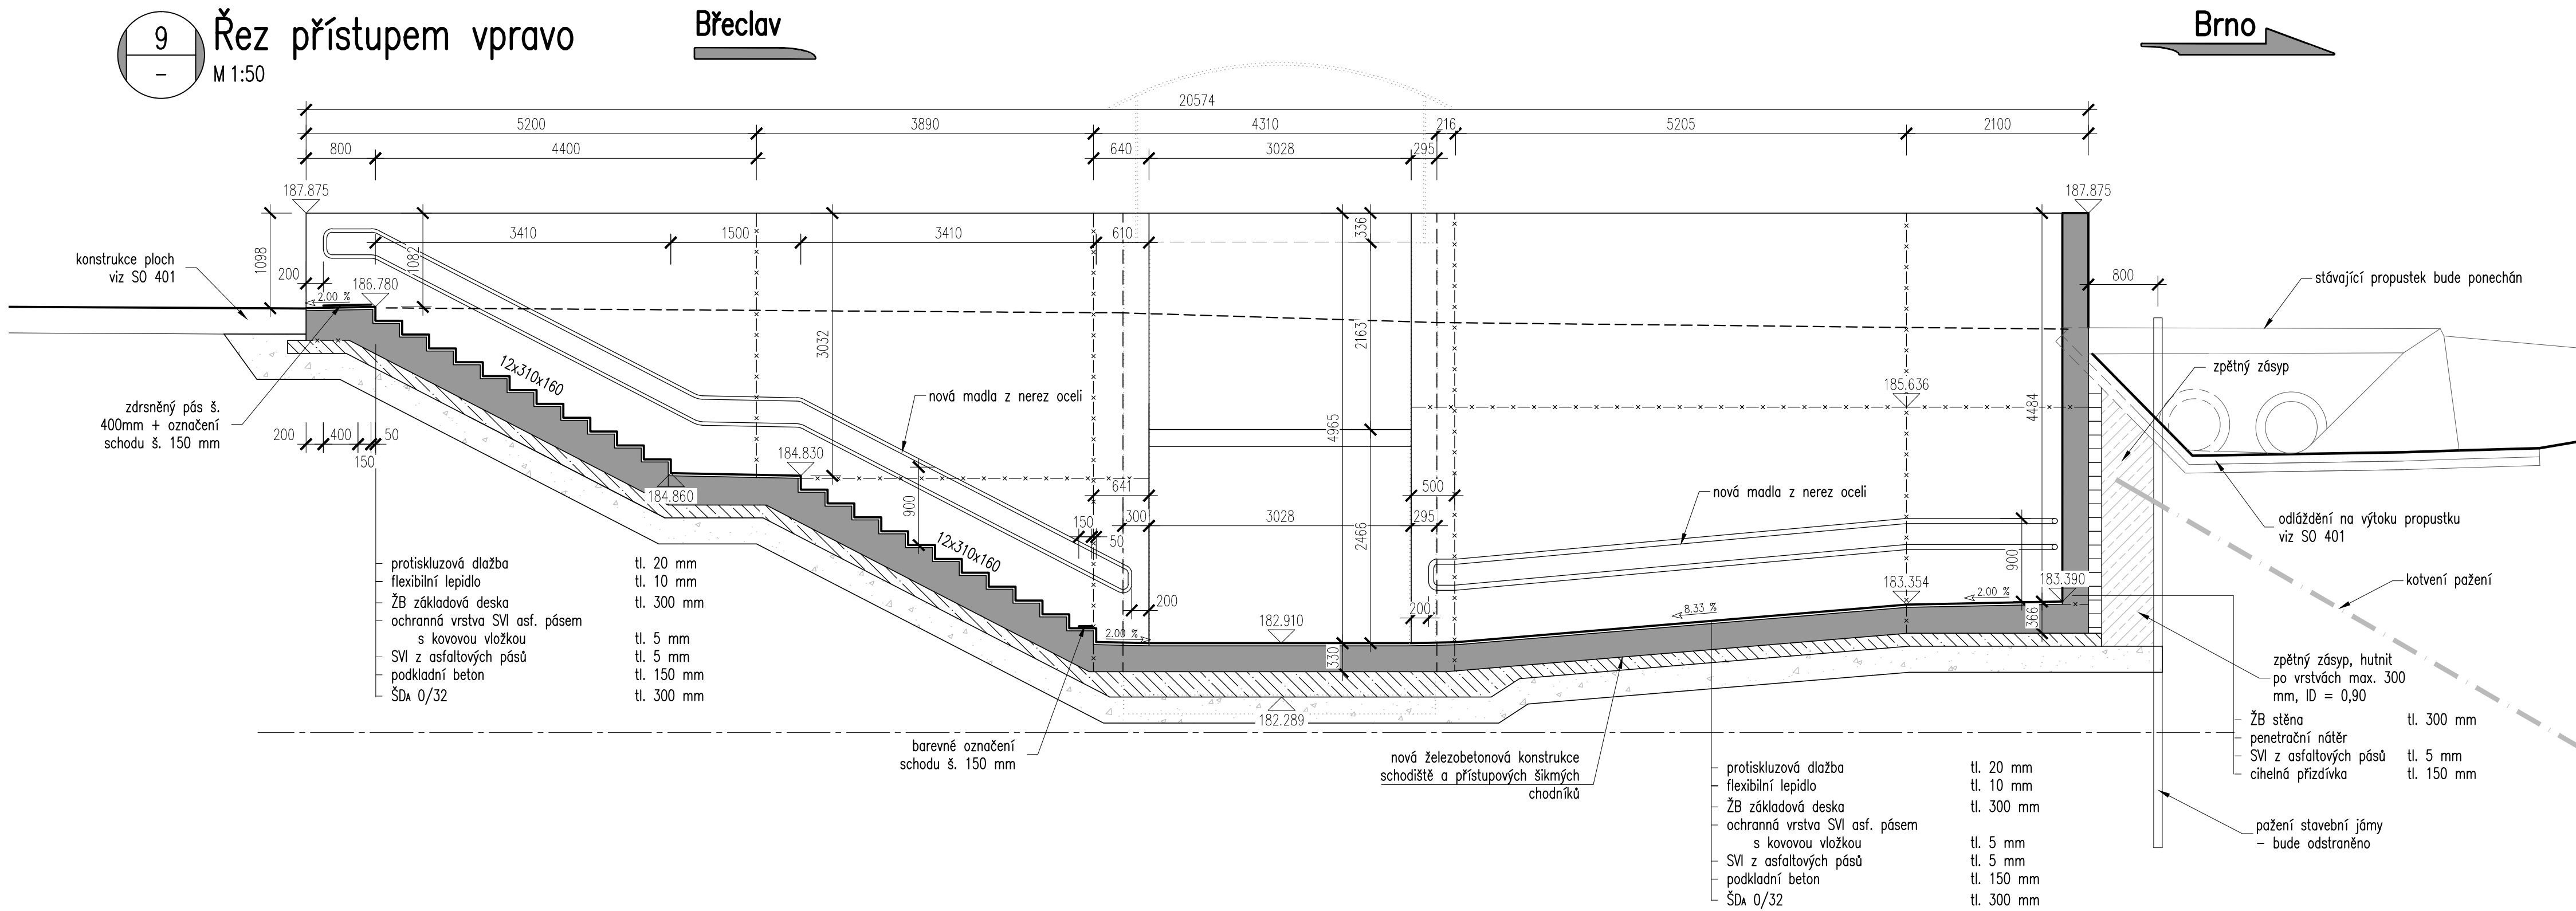 9
-
Řez přístupem vpravo
M 1:50
Břeclav
Brno
20574
5200
3890
4310
216
5205
2100
800
4400
640
3028
295
187.875
187.875
1098
1082
3410
1500
3410
610
336
konstrukce ploch
viz SO 401
200
2.00 %
186.780
800
stávající propustek bude ponechán
3032
2163
4965
4484
12x310x160
nová madla z nerez oceli
185.636
zpětný zásyp
zdrsněný pás š.
400mm + označení
schodu š. 150 mm
200
400
50
150
184.830
184.860
641
500
nová madla z nerez oceli
900
150
50
300
3028
295
2466
12x310x160
odláždění na výtoku propustku
viz SO 401
900
kotvení pažení
183.354
183.390
2.00 %
8.33 %
200
200
366
2.00 %
182.910
330
182.289
protiskluzová dlažba tl. 20 mm
flexibilní lepidlo tl. 10 mm
ŽB základová deska tl. 300 mm
ochranná vrstva SVI asf. pásem
s kovovou vložkou tl. 5 mm
SVI z asfaltových pásů tl. 5 mm
podkladní beton tl. 150 mm
ŠDA 0/32 tl. 300 mm
zpětný zásyp, hutnit
po vrstvách max. 300
mm, ID = 0,90
ŽB stěna tl. 300 mm
penetrační nátěr
SVI z asfaltových pásů tl. 5 mm
cihelná přizdívka tl. 150 mm
barevné označení
schodu š. 150 mm
nová železobetonová konstrukce
schodiště a přístupových šikmých
chodníků
protiskluzová dlažba tl. 20 mm
flexibilní lepidlo tl. 10 mm
ŽB základová deska tl. 300 mm
ochranná vrstva SVI asf. pásem
s kovovou vložkou tl. 5 mm
SVI z asfaltových pásů tl. 5 mm
podkladní beton tl. 150 mm
ŠDA 0/32 tl. 300 mm
pažení stavební jámy
- bude odstraněno